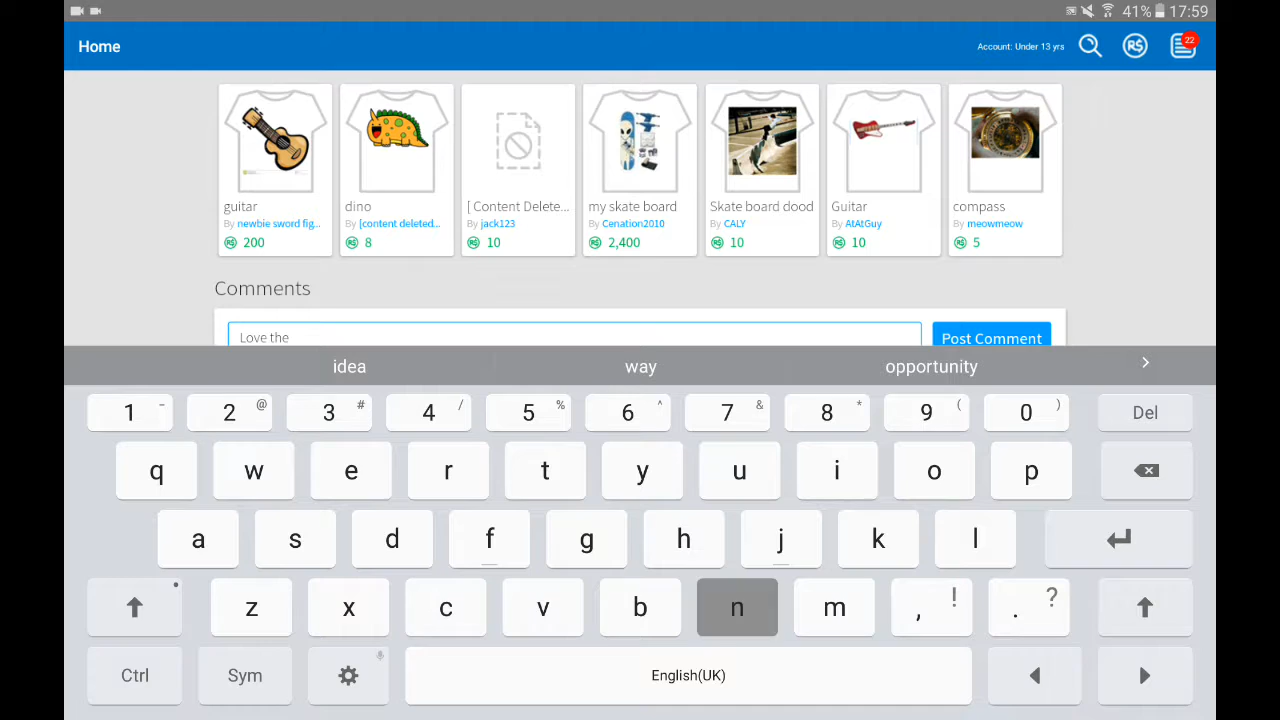 41% 17:59
Home
Account: Under 13 yrs
R$
22
guitar
By newbie sword fig...
R$ 200
dino
By [content deleted...
R$ 8
[ Content Delete...
By jack123
R$ 10
my skate board
By Cenation2010
R$ 2,400
Skate board dood
By CALY
R$ 10
Guitar
By AtAtGuy
R$ 10
compass
By meowmeow
R$ 5
Comments
Love the
Post Comment
idea way opportunity >
1 - 2 @ 3 # 4 / 5 % 6 ^ 7 & 8 * 9 ( 0 ) Del
q w e r t y u i o p
a s d f g h j k l
z x c v b n m , ! . ?
Ctrl Sym English(UK)